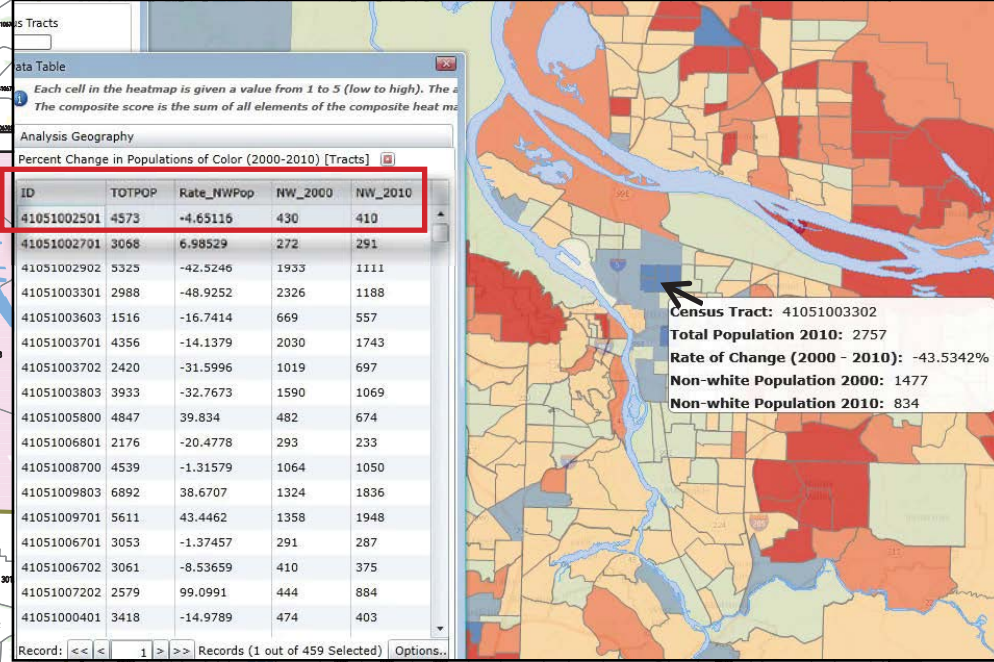 us Tracts
ata Table
Each cell in the heatmap is given a value from 1 to 5 (low to high). The a
The composite score is the sum of all elements of the composite heat ma
Analysis Geography
Percent Change in Populations of Color (2000-2010) [Tracts]
ID TOTPOP Rate_NWPop NW_2000 NW_2010
41051002501 4573 -4.65116 430 410
41051002701 3068 6.98529 272 291
41051002902 5325 -42.5246 1933 1111
41051003301 2988 -48.9252 2326 1188
41051003603 1516 -16.7414 669 557
41051003701 4356 -14.1379 2030 1743
41051003702 2420 -31.5996 1019 697
41051003803 3933 -32.7673 1590 1069
41051005800 4847 39.834 482 674
41051006801 2176 -20.4778 293 233
41051008700 4539 -1.31579 1064 1050
41051009803 6892 38.6707 1324 1836
41051009701 5611 43.4462 1358 1948
41051006701 3053 -1.37457 291 287
41051006702 3061 -8.53659 410 375
41051007202 2579 99.0991 444 884
41051000401 3418 -14.9789 474 403
Record: << < 1 > >> Records (1 out of 459 Selected) Options..
Census Tract: 41051003302
Total Population 2010: 2757
Rate of Change (2000 - 2010): -43.5342%
Non-white Population 2000: 1477
Non-white Population 2010: 834
5
205